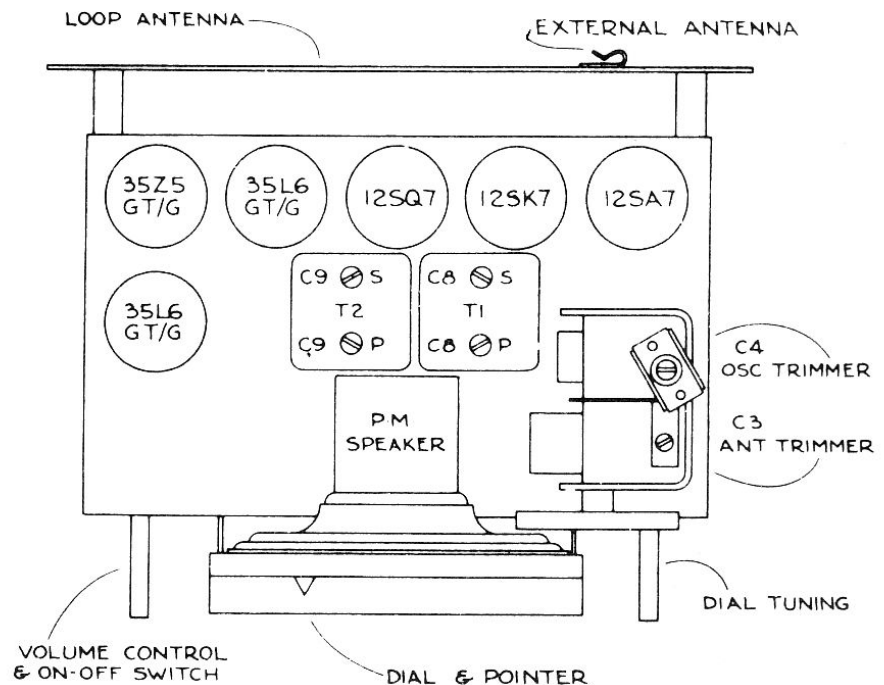 LOOP ANTENNA
EXTERNAL ANTENNA
35Z5
GT/G
35L6
GT/G
12SQ7
12SK7
12SA7
35L6
GT/G
C9 S
T2
C9 P
C8 S
T1
C8 P
C4
OSC TRIMMER
C3
ANT TRIMMER
P.M
SPEAKER
DIAL TUNING
VOLUME CONTROL
& ON-OFF SWITCH
DIAL & POINTER